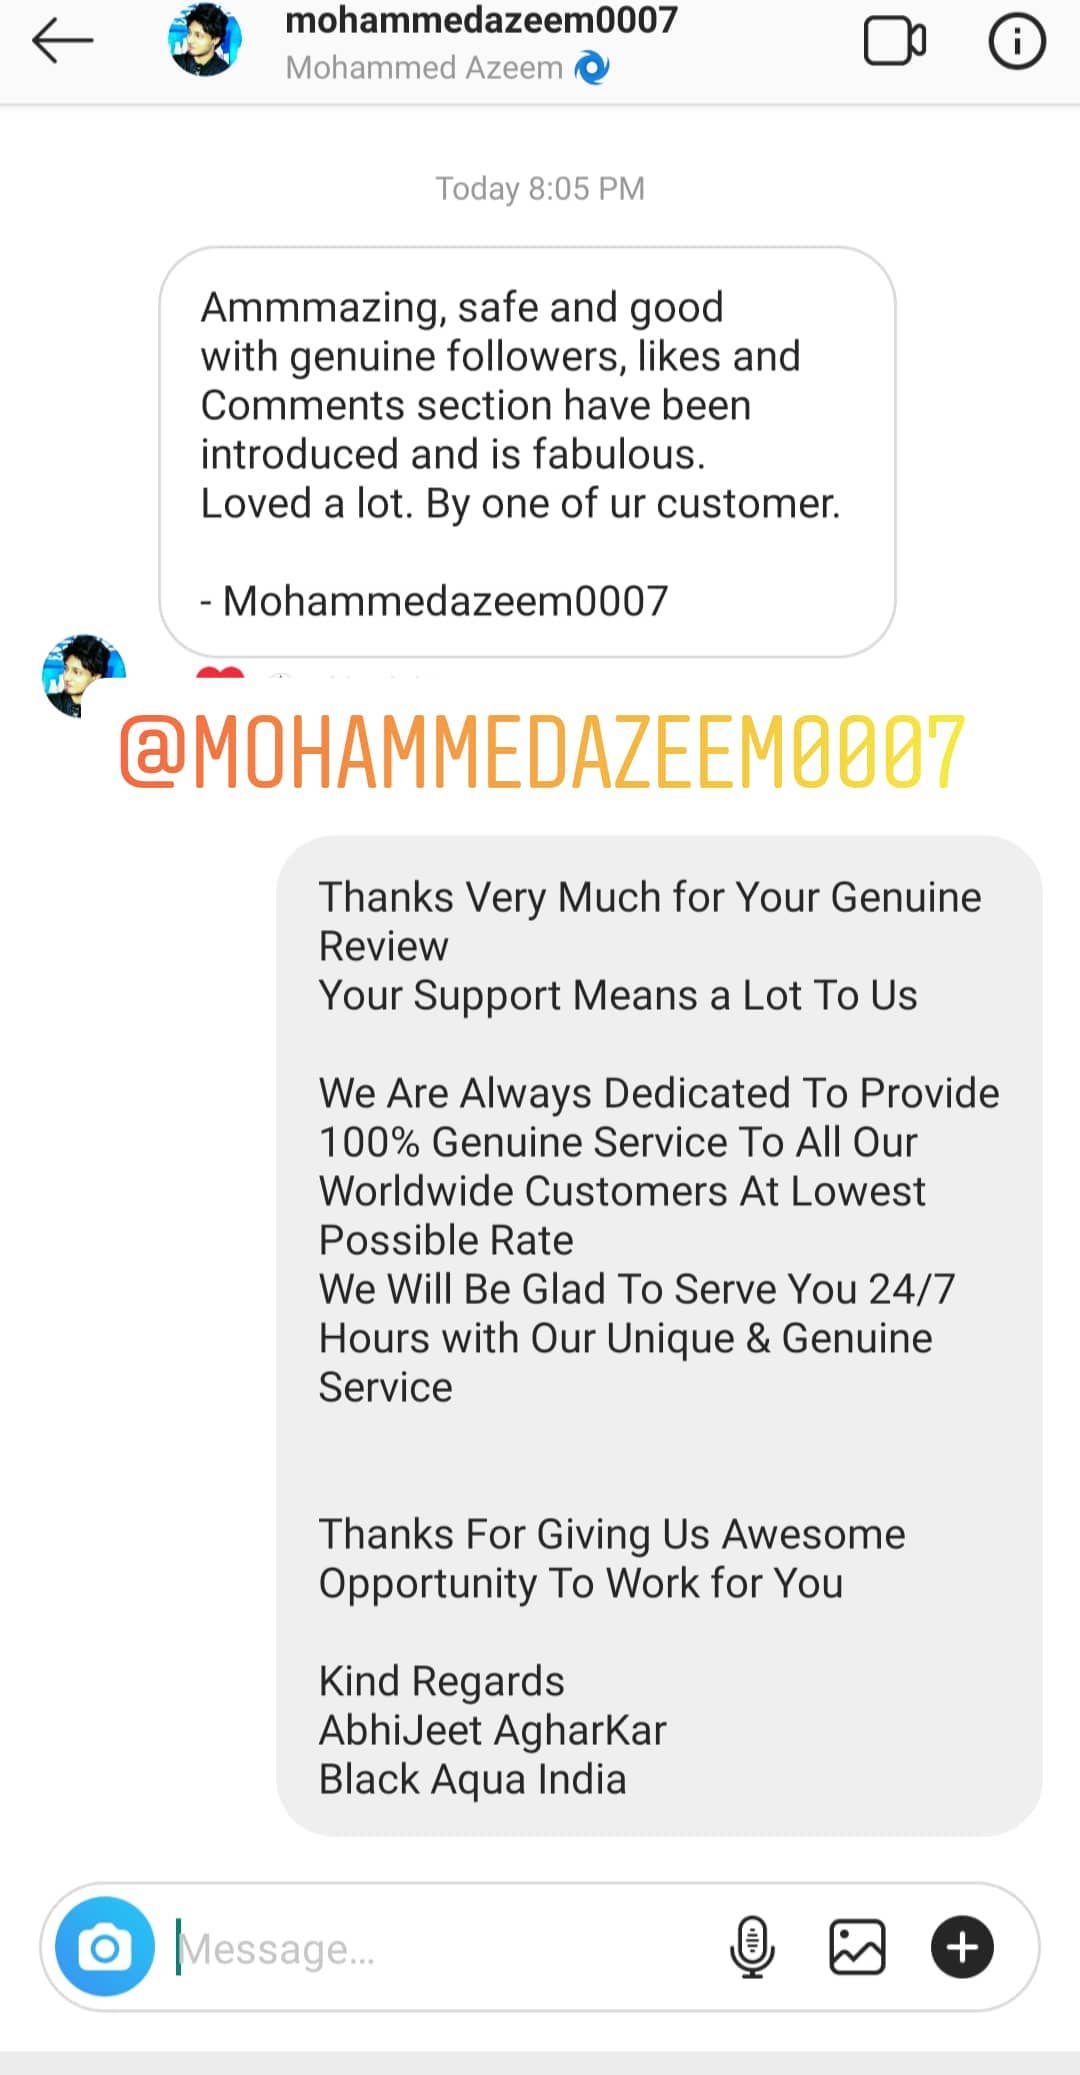 mohammedazeem0007
Mohammed Azeem
Today 8:05 PM
Ammmazing, safe and good
with genuine followers, likes and
Comments section have been
introduced and is fabulous.
Loved a lot. By one of ur customer.
- Mohammedazeem0007
@MOHAMMEDAZEEM0007
Thanks Very Much for Your Genuine
Review
Your Support Means a Lot To Us
We Are Always Dedicated To Provide
100% Genuine Service To All Our
Worldwide Customers At Lowest
Possible Rate
We Will Be Glad To Serve You 24/7
Hours with Our Unique & Genuine
Service
Thanks For Giving Us Awesome
Opportunity To Work for You
Kind Regards
AbhiJeet AgharKar
Black Aqua India
Message...